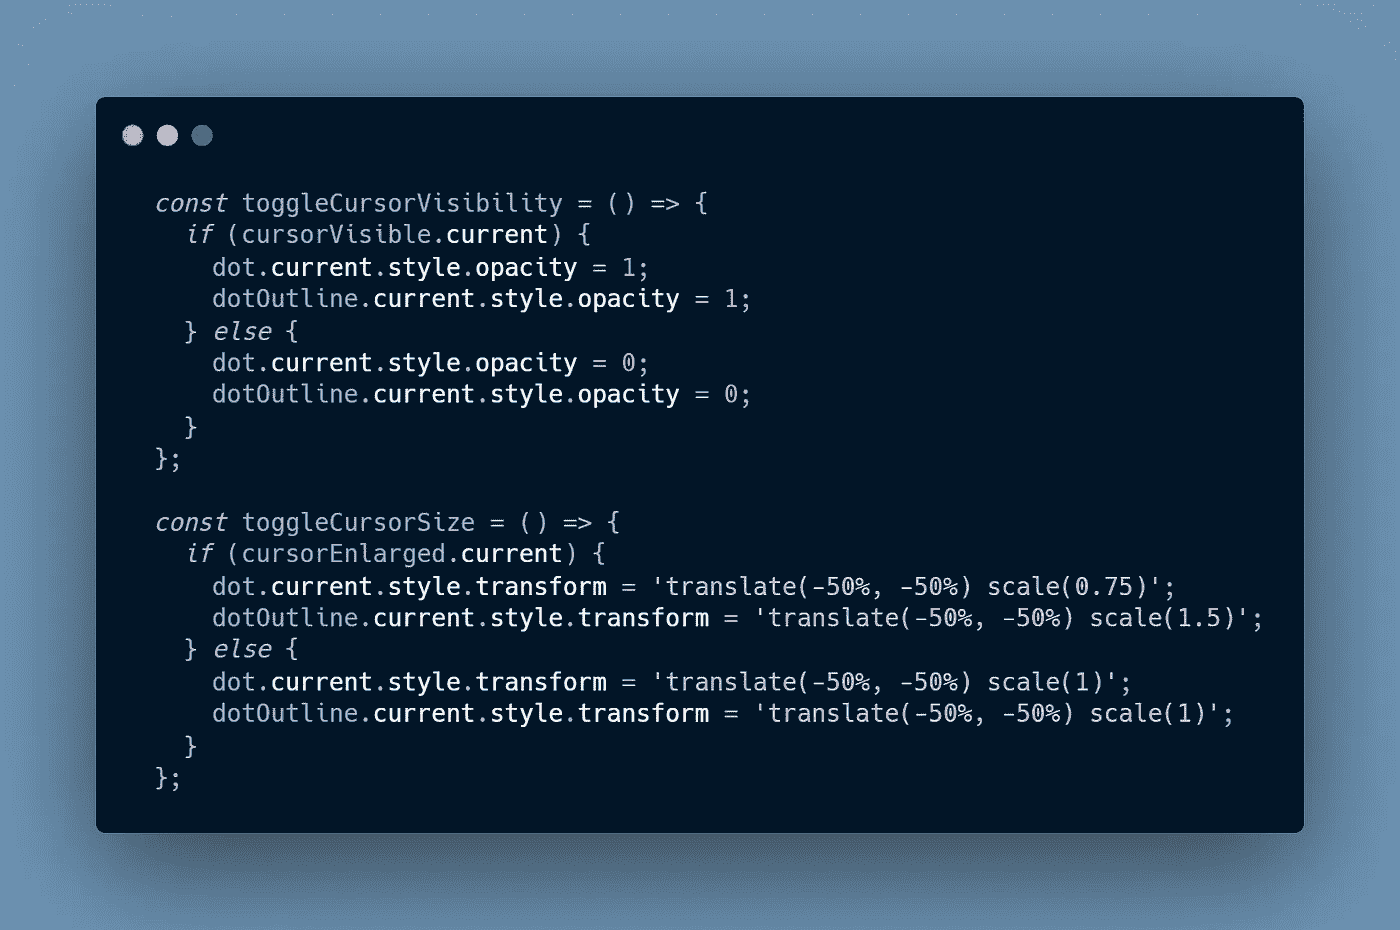 const toggleCursorVisibility = () => {
  if (cursorVisible.current) {
    dot.current.style.opacity = 1;
    dotOutline.current.style.opacity = 1;
  } else {
    dot.current.style.opacity = 0;
    dotOutline.current.style.opacity = 0;
  }
};

const toggleCursorSize = () => {
  if (cursorEnlarged.current) {
    dot.current.style.transform = 'translate(-50%, -50%) scale(0.75)';
    dotOutline.current.style.transform = 'translate(-50%, -50%) scale(1.5)';
  } else {
    dot.current.style.transform = 'translate(-50%, -50%) scale(1)';
    dotOutline.current.style.transform = 'translate(-50%, -50%) scale(1)';
  }
};